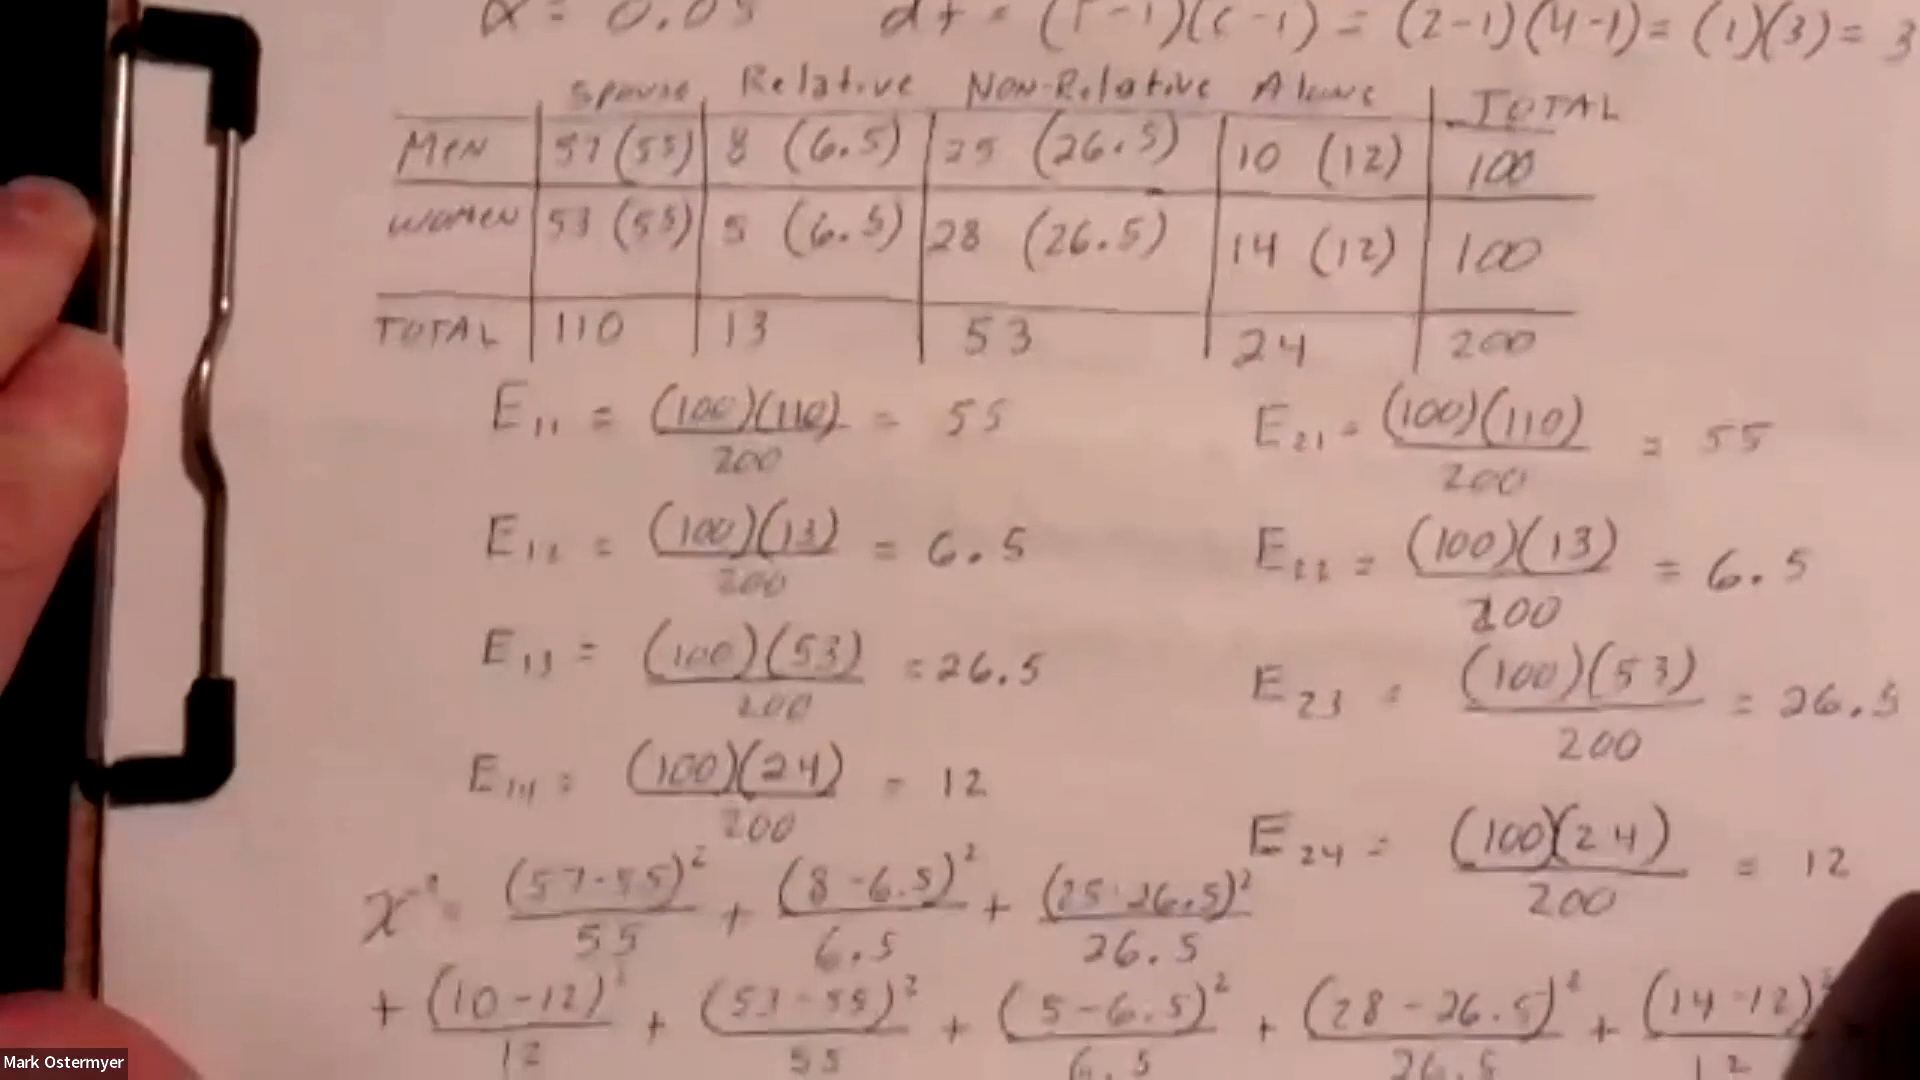 α = 0.05 df = (r-1)(c-1) = (2-1)(4-1) = (1)(3) = 3
Spouse Relative Non-Relative Alone TOTAL
Men 57 (55) 8 (6.5) 25 (26.5) 10 (12) 100
Women 53 (55) 5 (6.5) 28 (26.5) 14 (12) 100
TOTAL 110 13 53 24 200
E₁₁ = (100)(110)/200 = 55 E₂₁ = (100)(110)/200 = 55
E₁₂ = (100)(13)/200 = 6.5 E₂₂ = (100)(13)/200 = 6.5
E₁₃ = (100)(53)/200 = 26.5 E₂₃ = (100)(53)/200 = 26.5
E₁₄ = (100)(24)/200 = 12 E₂₄ = (100)(24)/200 = 12
χ² = (57-55)²/55 + (8-6.5)²/6.5 + (25-26.5)²/26.5
+ (10-12)²/12 + (53-55)²/55 + (5-6.5)²/6.5 + (28-26.5)²/26.5 + (14-12)²/12
Mark Ostermyer